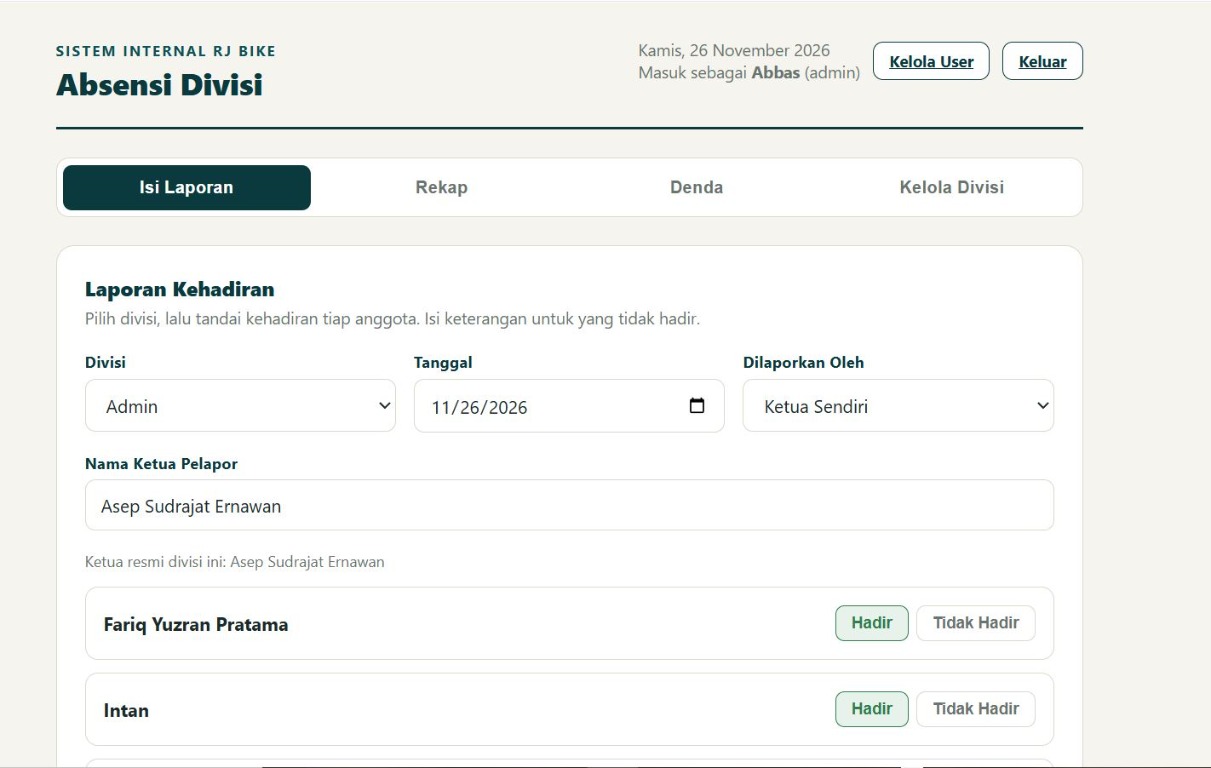 SISTEM INTERNAL RJ BIKE
Absensi Divisi
Kamis, 26 November 2026
Masuk sebagai Abbas (admin)
Kelola User
Keluar
Isi Laporan
Rekap
Denda
Kelola Divisi
Laporan Kehadiran
Pilih divisi, lalu tandai kehadiran tiap anggota. Isi keterangan untuk yang tidak hadir.
Divisi
Admin
Tanggal
11/26/2026
Dilaporkan Oleh
Ketua Sendiri
Nama Ketua Pelapor
Asep Sudrajat Ernawan
Ketua resmi divisi ini: Asep Sudrajat Ernawan
Fariq Yuzran Pratama
Hadir
Tidak Hadir
Intan
Hadir
Tidak Hadir